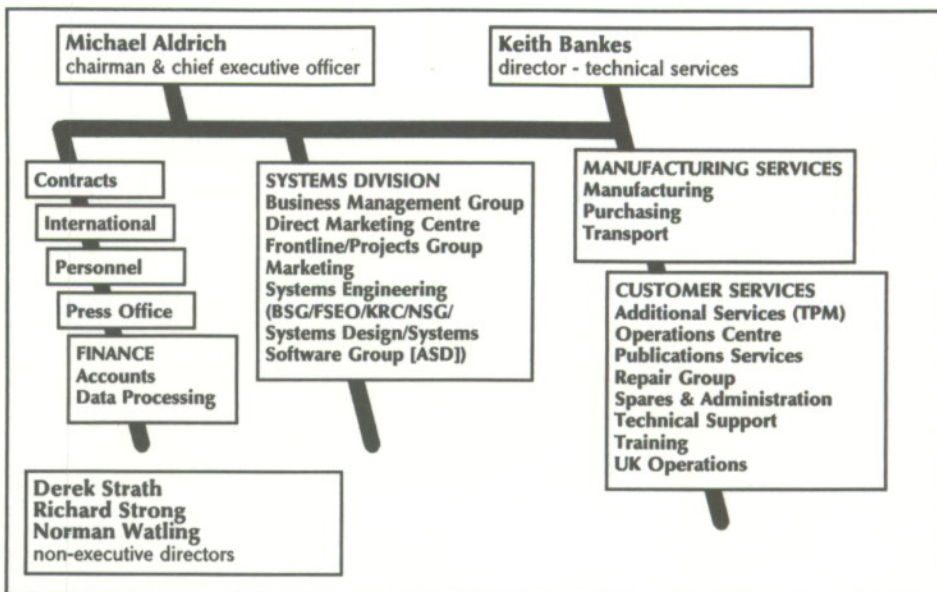 Michael Aldrich
chairman & chief executive officer
Keith Bankes
director - technical services
Contracts
International
Personnel
Press Office
FINANCE
Accounts
Data Processing
SYSTEMS DIVISION
Business Management Group
Direct Marketing Centre
Frontline/Projects Group
Marketing
Systems Engineering
(BSG/FSEO/KRC/NSG/
Systems Design/Systems
Software Group [ASD])
MANUFACTURING SERVICES
Manufacturing
Purchasing
Transport
CUSTOMER SERVICES
Additional Services (TPM)
Operations Centre
Publications Services
Repair Group
Spares & Administration
Technical Support
Training
UK Operations
Derek Strath
Richard Strong
Norman Watling
non-executive directors